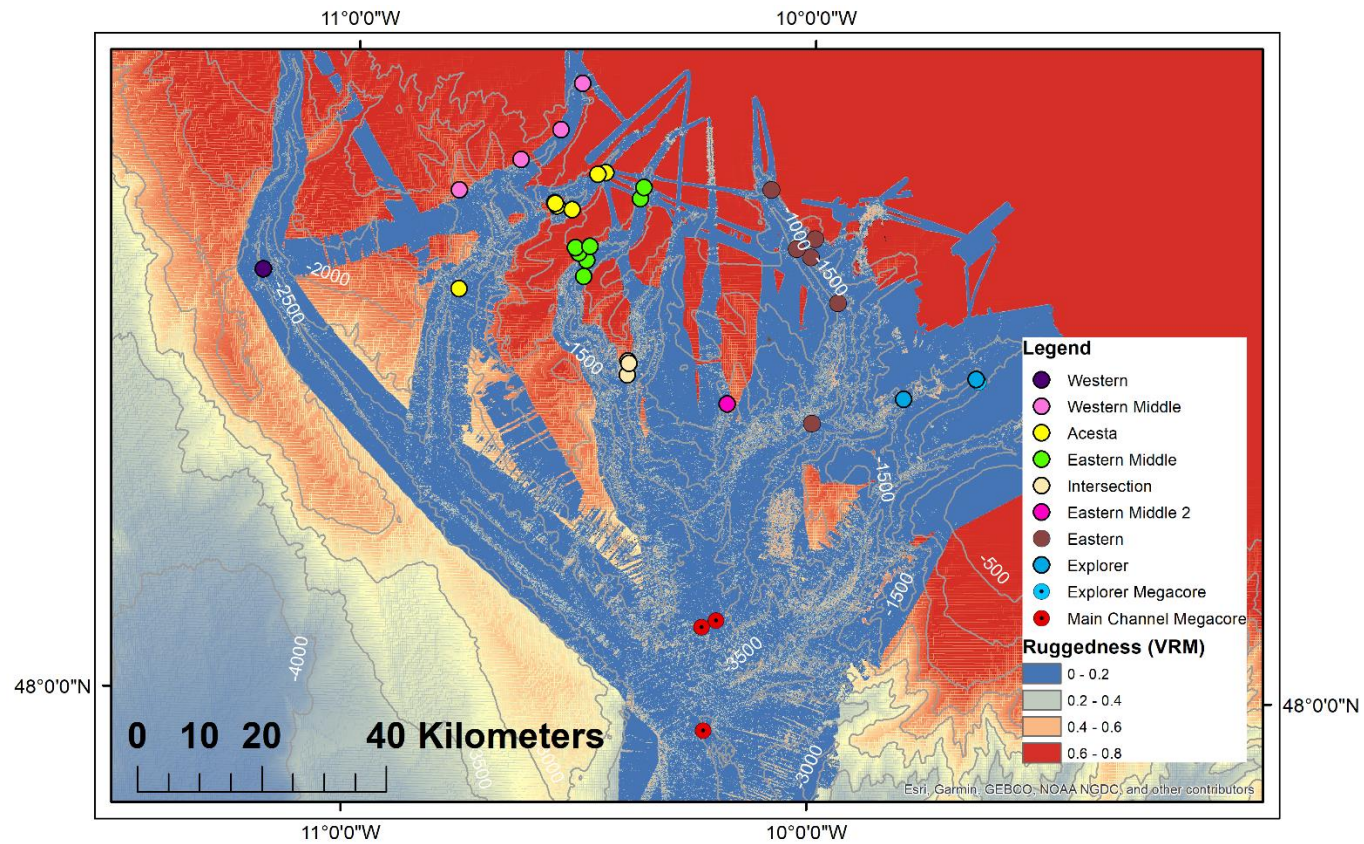 11°0'0"W 10°0'0"W
-1000
-1500
-2000
-2500
-1500
Legend
Western
Western Middle
Acesta
Eastern Middle
Intersection
Eastern Middle 2
Eastern
Explorer
Explorer Megacore
Main Channel Megacore
Ruggedness (VRM)
0 - 0.2
0.2 - 0.4
0.4 - 0.6
0.6 - 0.8
-1500
-500
-1500
-4000
-3500
48°0'0"N 48°0'0"N
0 10 20 40 Kilometers
-3000
Esri, Garmin, GEBCO, NOAA NGDC, and other contributors
11°0'0"W 10°0'0"W